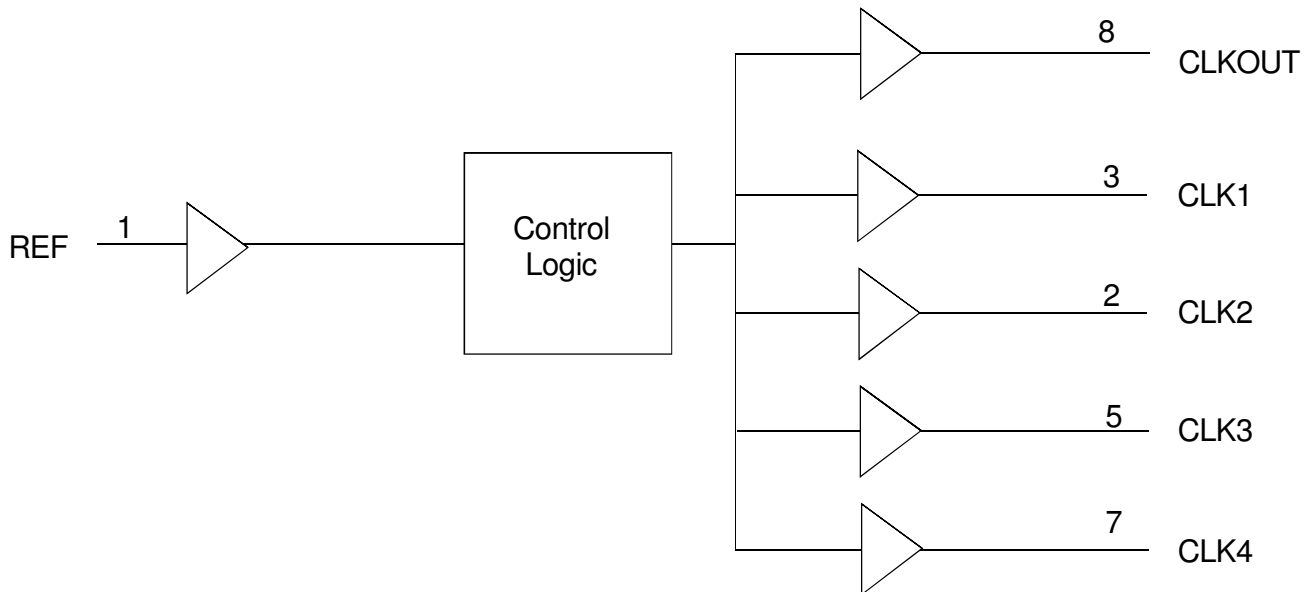 8
CLKOUT
3
CLK1
REF
1
Control
Logic
2
CLK2
5
CLK3
7
CLK4